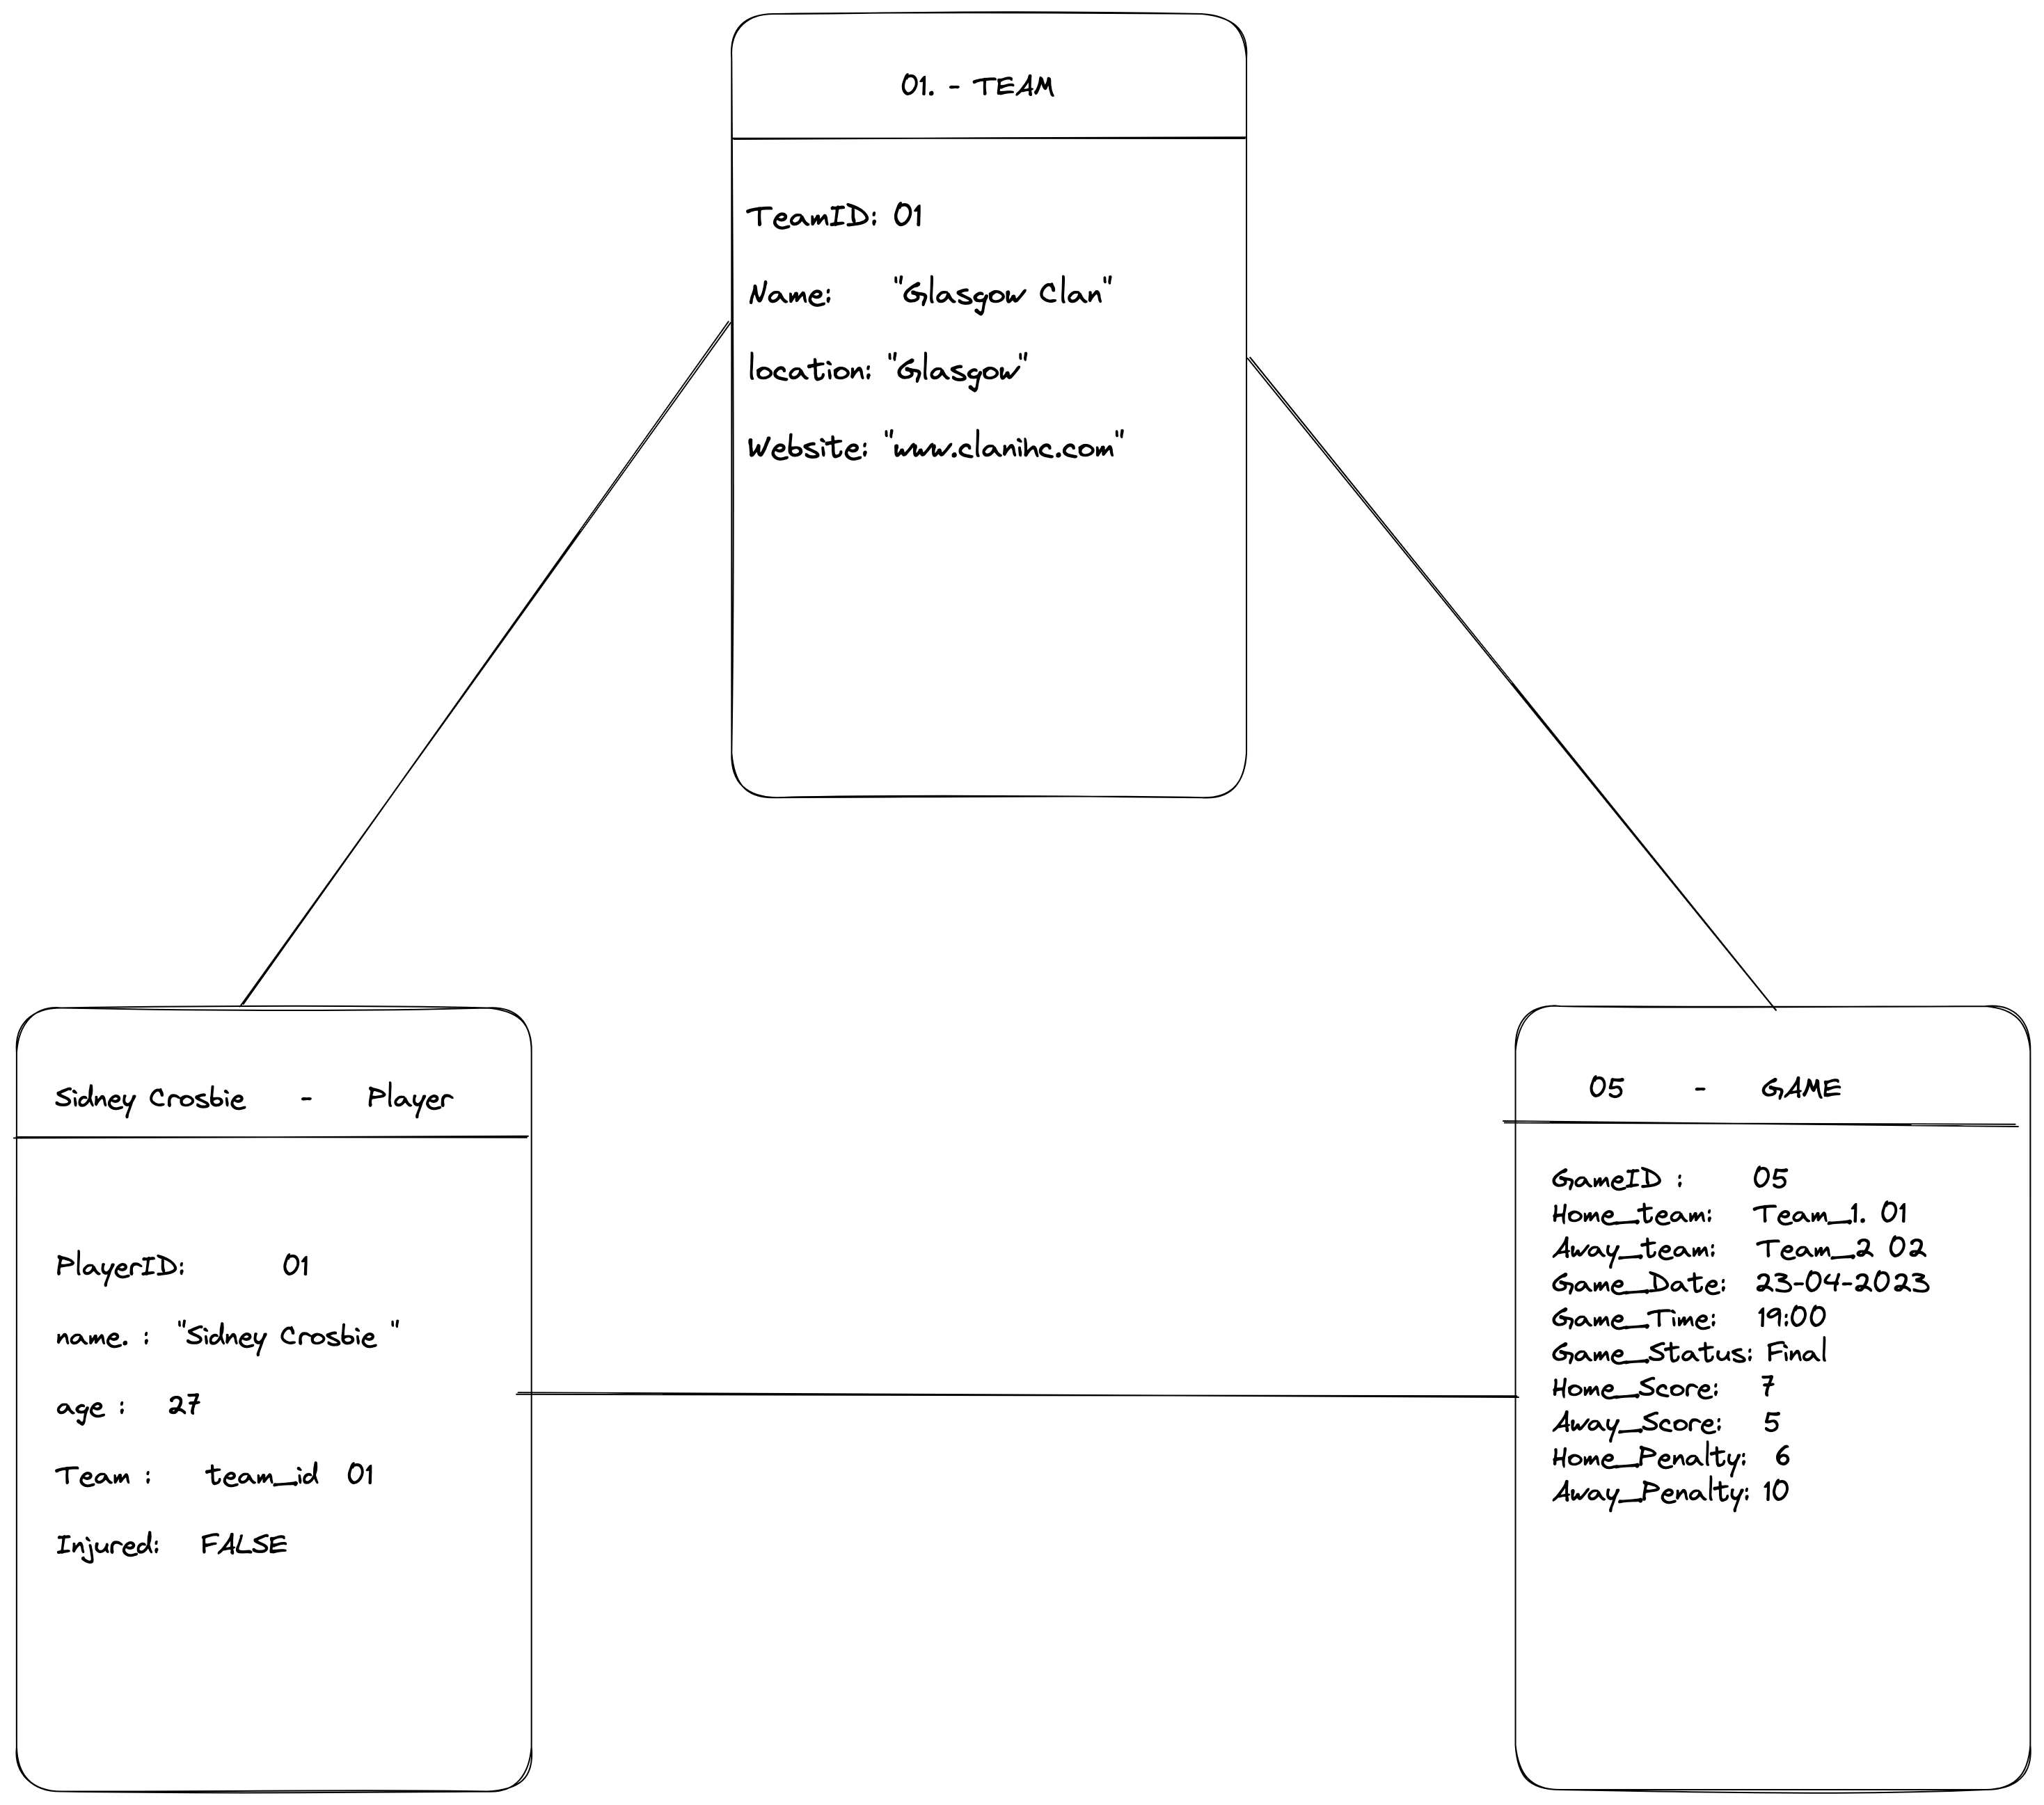 01. - TEAM
TeamID: 01
Name: "Glasgow Clan"
location: "Glasgow"
Website: "www.clanihc.com"
Sidney Crosbie - Player
PlayerID: 01
name. : "Sidney Crosbie "
age : 27
Team : team_id 01
Injured: FALSE
05 - GAME
GameID : 05
Home_team: Team_1. 01
Away_team: Team_2 02
Game_Date: 23-04-2023
Game_Time: 19:00
Game_Status: Final
Home_Score: 7
Away_Score: 5
Home_Penalty: 6
Away_Penalty: 10